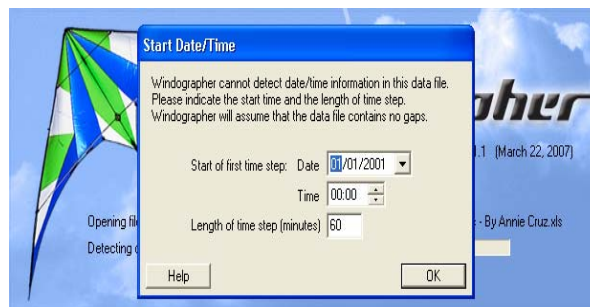 Start Date/Time
Windographer cannot detect date/time information in this data file.
Please indicate the start time and the length of time step.
Windographer will assume that the data file contains no gaps.
Start of first time step: Date 01/01/2001
Time 00:00
Length of time step (minutes) 60
Help OK
pher
.1 (March 22, 2007)
Opening file - By Annie Cruz.xls
Detecting